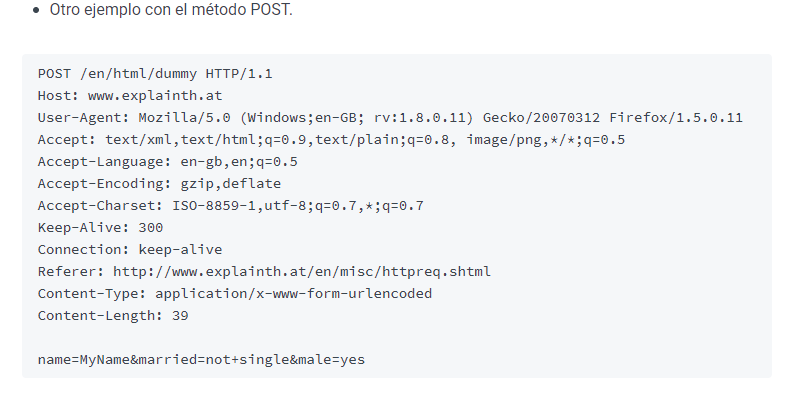 Otro ejemplo con el método POST.
POST /en/html/dummy HTTP/1.1
Host: www.explainth.at
User-Agent: Mozilla/5.0 (Windows;en-GB; rv:1.8.0.11) Gecko/20070312 Firefox/1.5.0.11
Accept: text/xml,text/html;q=0.9,text/plain;q=0.8, image/png,*/*;q=0.5
Accept-Language: en-gb,en;q=0.5
Accept-Encoding: gzip,deflate
Accept-Charset: ISO-8859-1,utf-8;q=0.7,*;q=0.7
Keep-Alive: 300
Connection: keep-alive
Referer: http://www.explainth.at/en/misc/httpreq.shtml
Content-Type: application/x-www-form-urlencoded
Content-Length: 39
name=MyName&married=not+single&male=yes